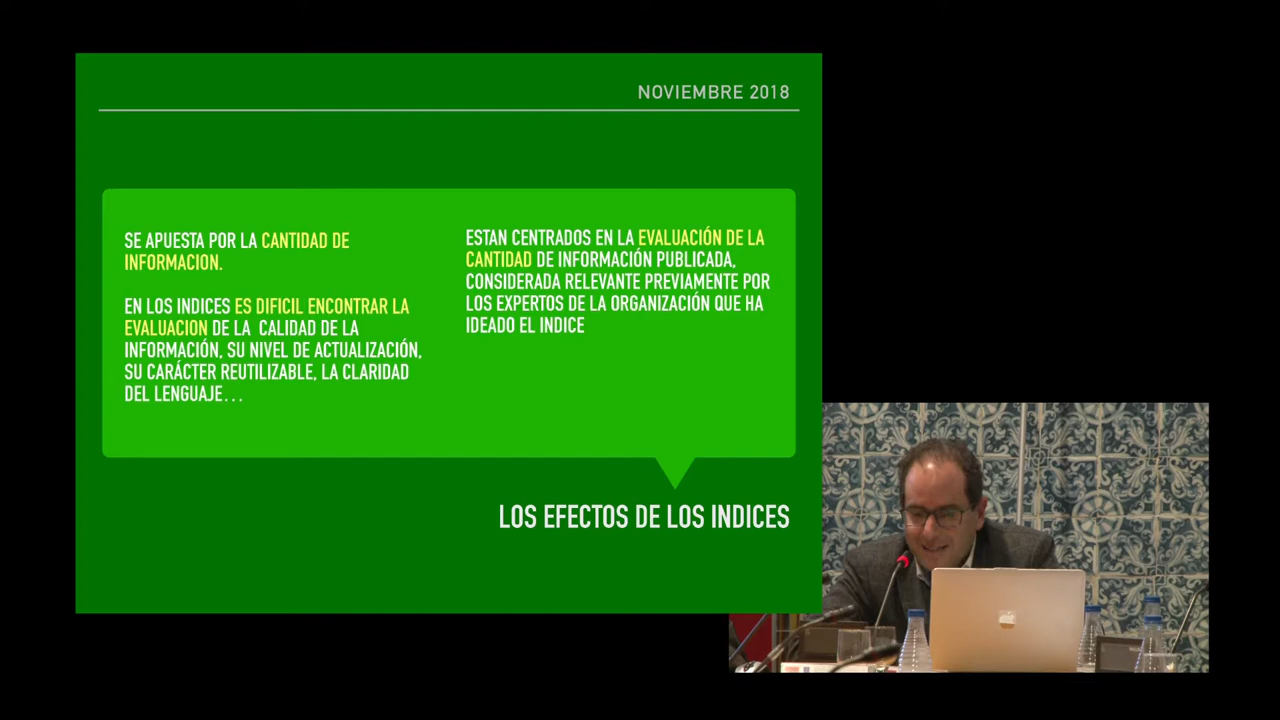 NOVIEMBRE 2018
SE APUESTA POR LA CANTIDAD DE
INFORMACION.
EN LOS INDICES ES DIFICIL ENCONTRAR LA
EVALUACION DE LA CALIDAD DE LA
INFORMACIÓN, SU NIVEL DE ACTUALIZACIÓN,
SU CARÁCTER REUTILIZABLE, LA CLARIDAD
DEL LENGUAJE...
ESTAN CENTRADOS EN LA EVALUACIÓN DE LA
CANTIDAD DE INFORMACIÓN PUBLICADA,
CONSIDERADA RELEVANTE PREVIAMENTE POR
LOS EXPERTOS DE LA ORGANIZACIÓN QUE HA
IDEADO EL INDICE
LOS EFECTOS DE LOS INDICES